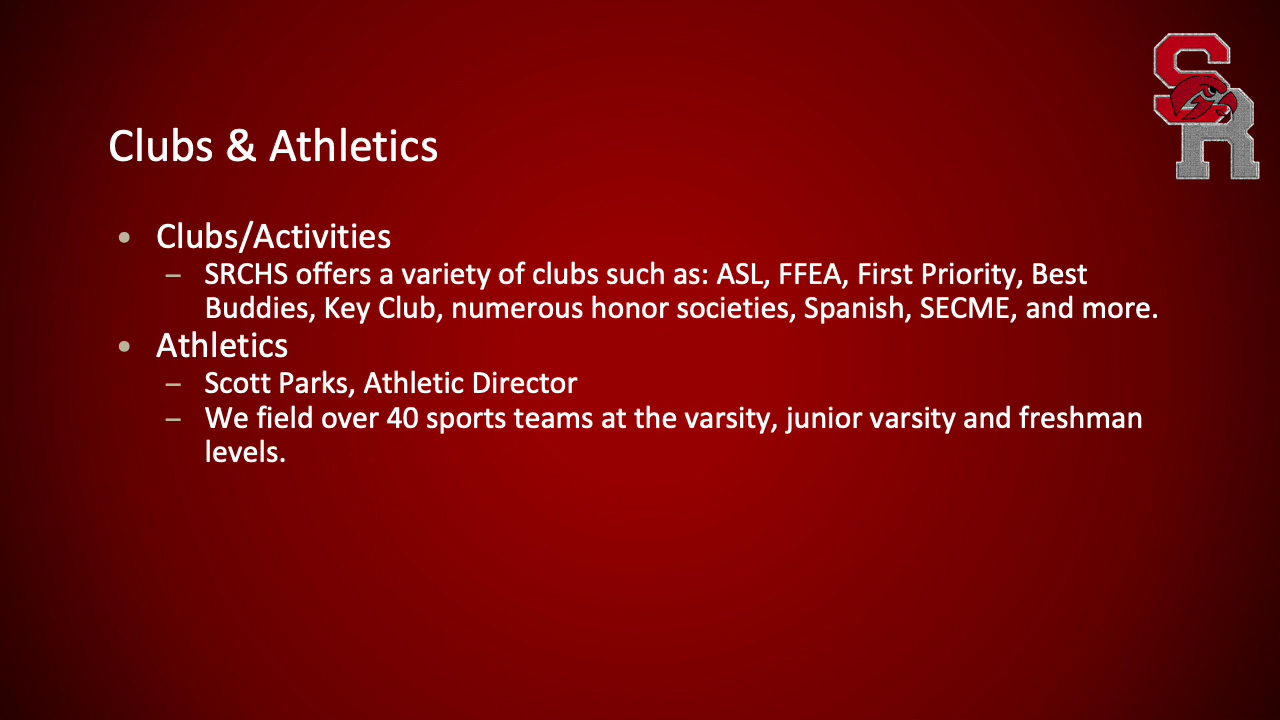 SR
Clubs & Athletics
• Clubs/Activities
– SRCHS offers a variety of clubs such as: ASL, FFEA, First Priority, Best
Buddies, Key Club, numerous honor societies, Spanish, SECME, and more.
• Athletics
– Scott Parks, Athletic Director
– We field over 40 sports teams at the varsity, junior varsity and freshman
levels.